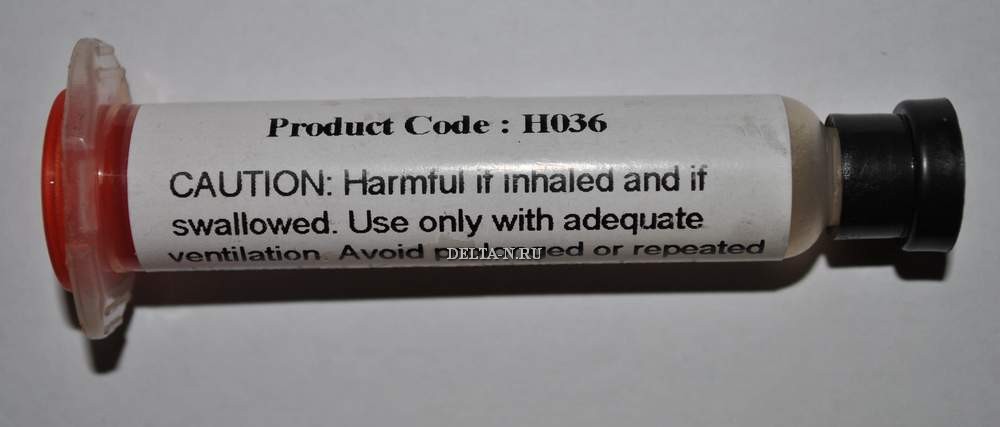 Product Code : H036
CAUTION: Harmful if inhaled and if
swallowed. Use only with adequate
ventilation. Avoid or repeated
DELTA-N.RU